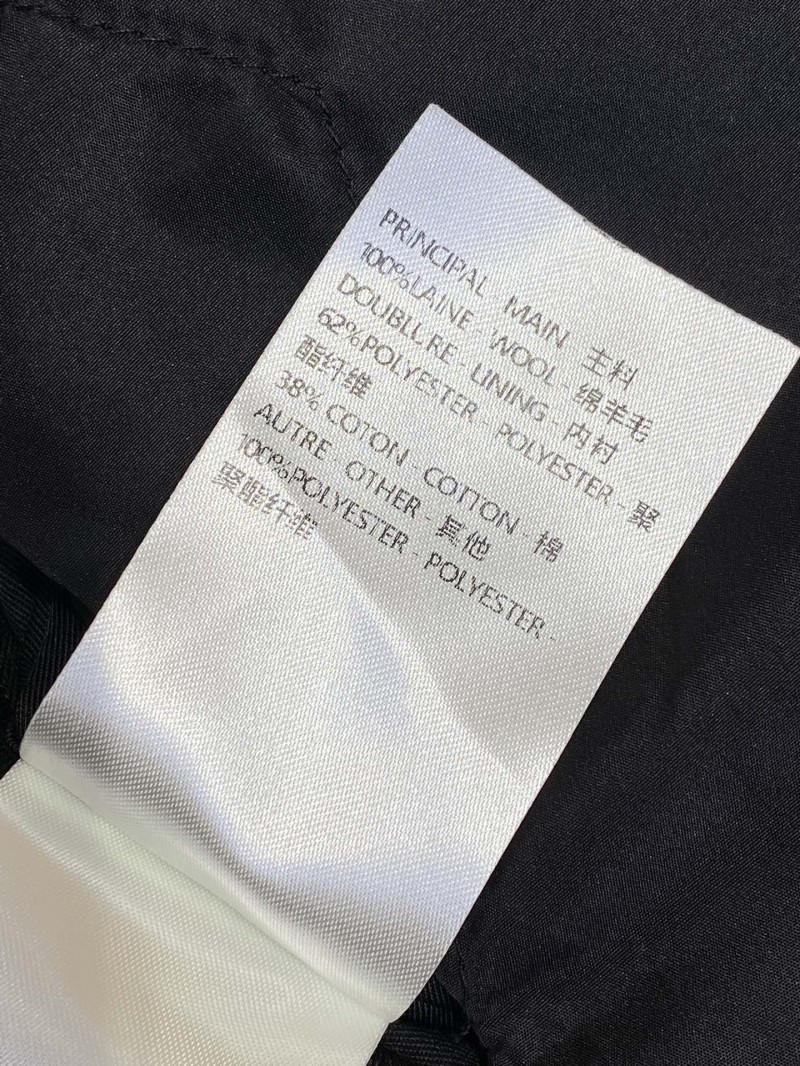 PRINCIPAL - MAIN 主料
100%LAINE - WOOL - 绵羊毛
DOUBLURE - LINING - 内衬
62%POLYESTER - POLYESTER - 聚
酯纤维
38% COTON - COTTON - 棉
AUTRE OTHER - 其他
100%POLYESTER - POLYESTER -
聚酯纤维